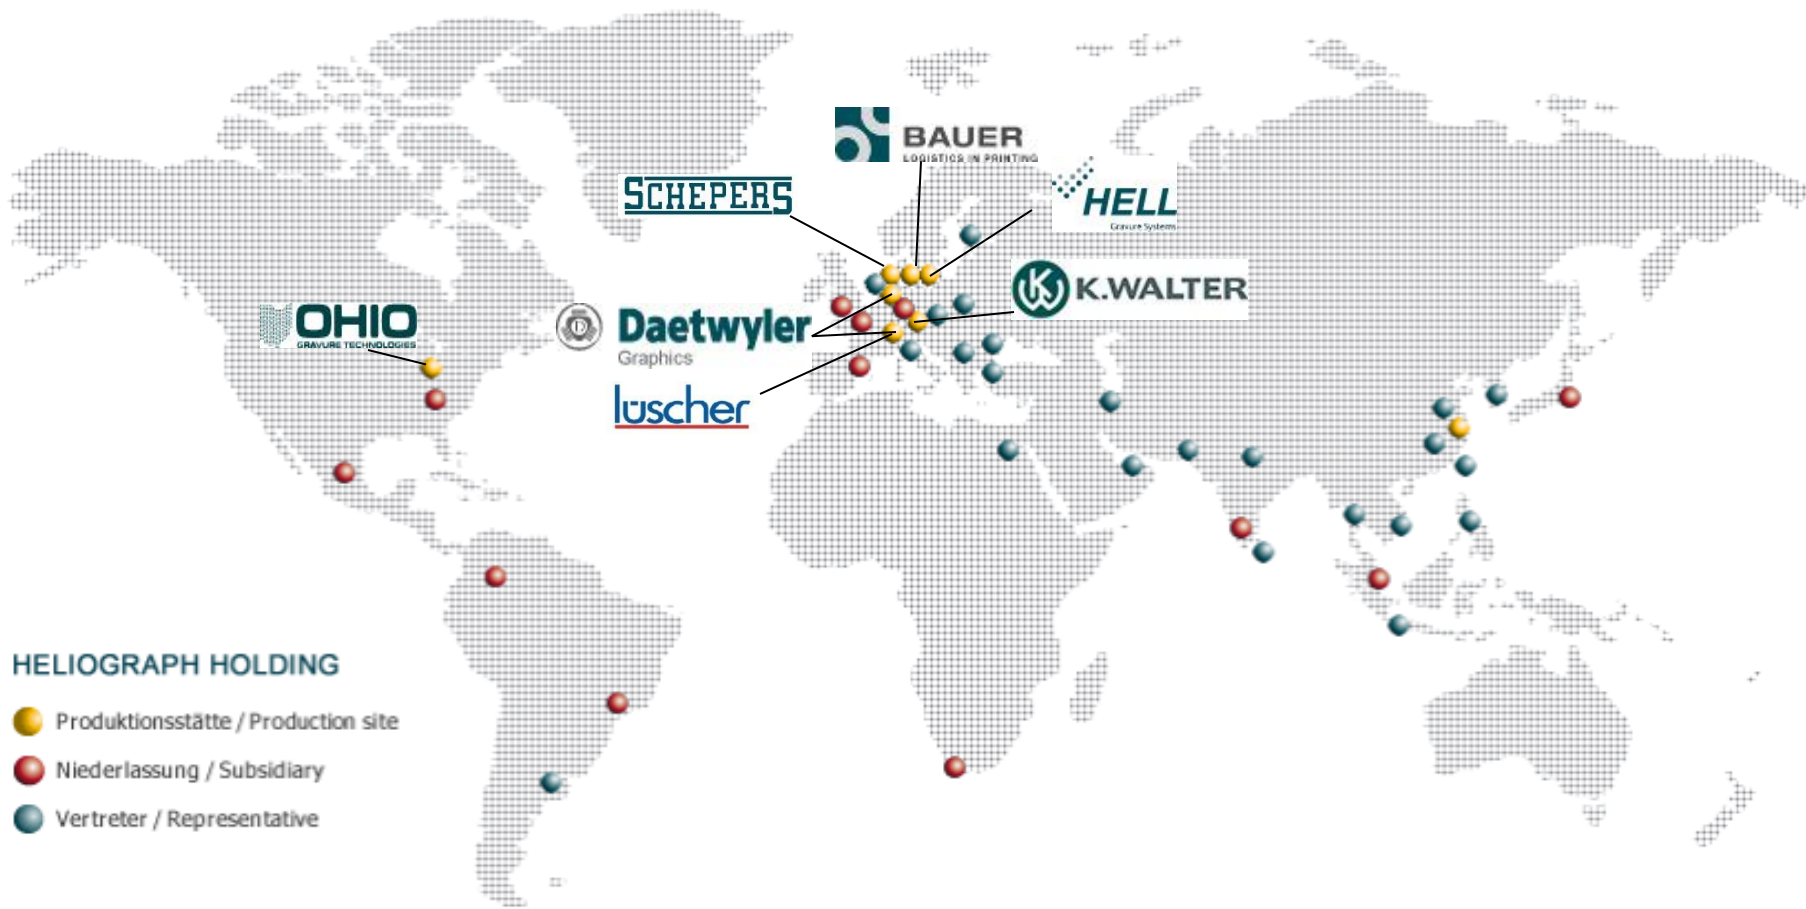 BAUER
LOGISTICS IN PRINTING
SCHEPERS
HELL
Gravure Systems
K.WALTER
OHIO
GRAVURE TECHNOLOGIES
Daetwyler
Graphics
lüscher
HELIOGRAPH HOLDING
Produktionsstätte / Production site
Niederlassung / Subsidiary
Vertreter / Representative